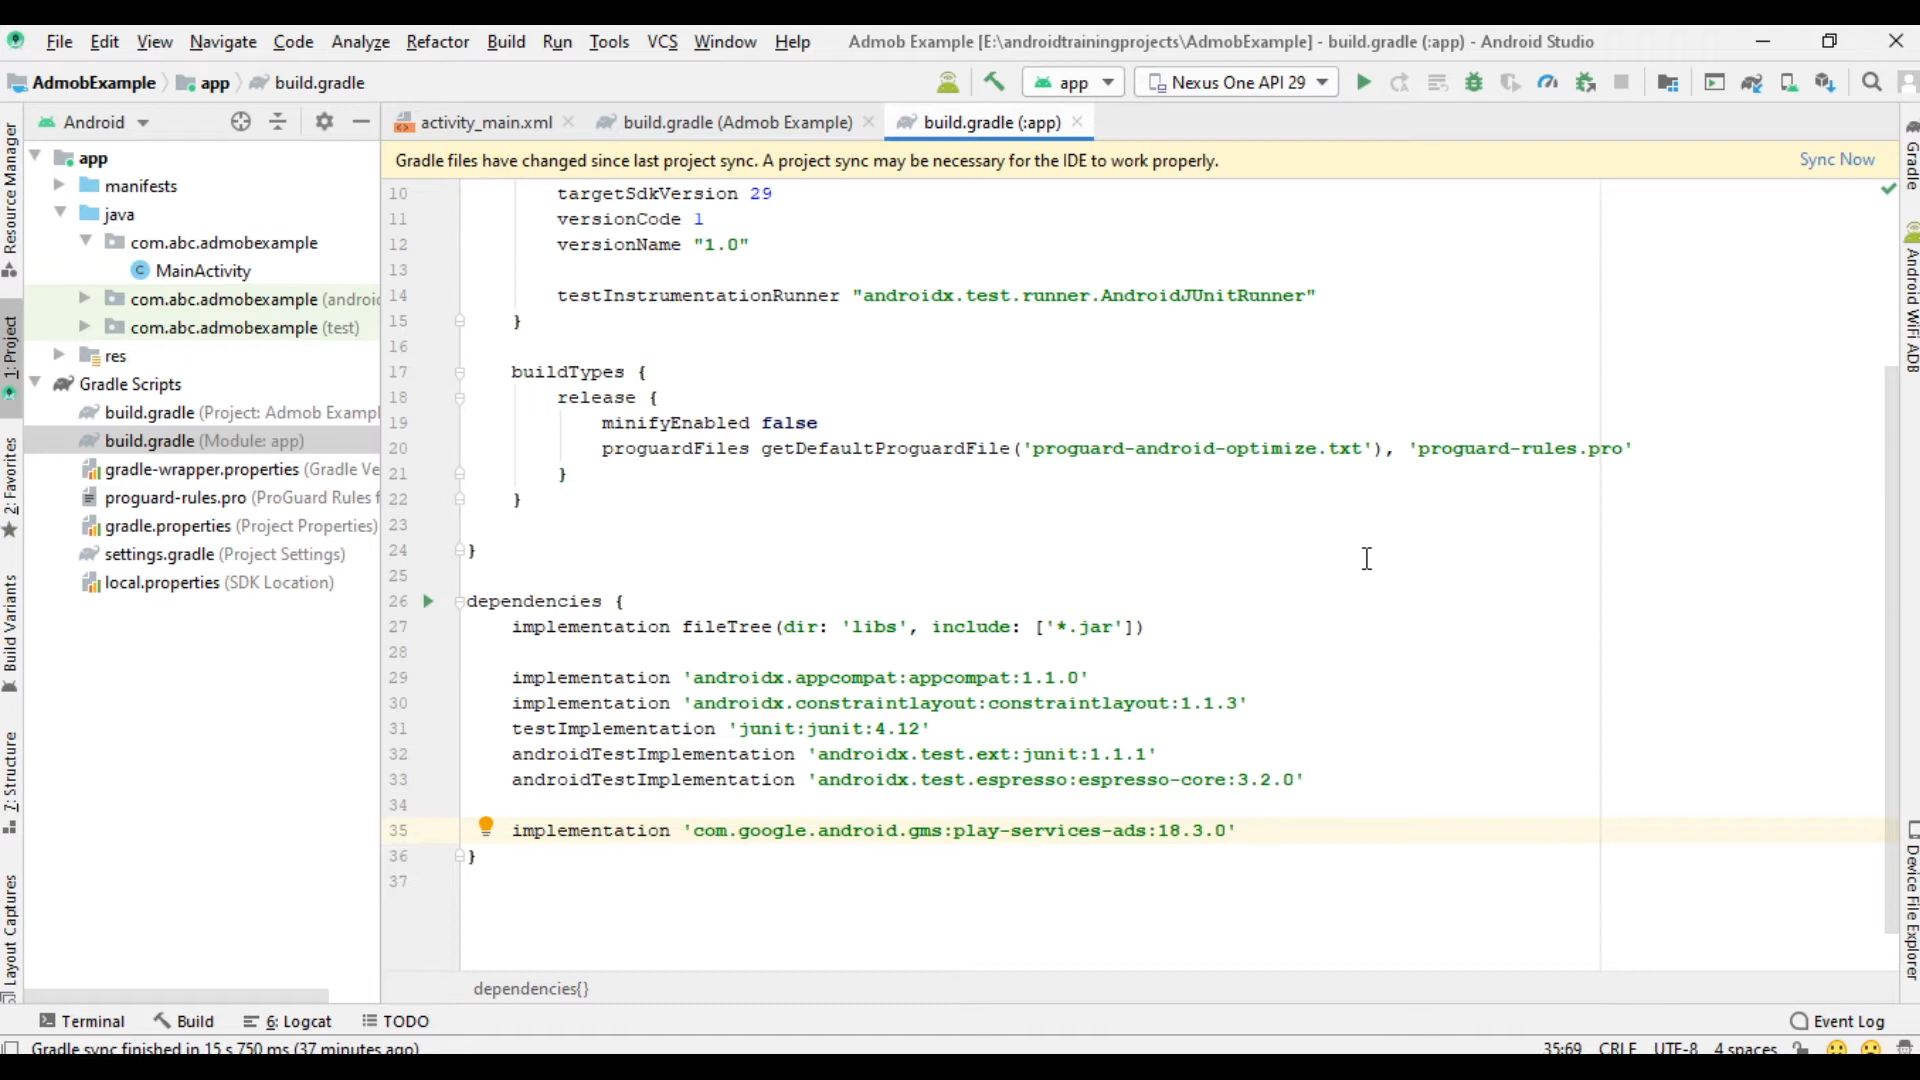 File Edit View Navigate Code Analyze Refactor Build Run Tools VCS Window Help Admob Example [E:\androidtrainingprojects\AdmobExample] - build.gradle (:app) - Android Studio
AdmobExample app build.gradle app Nexus One API 29
Android activity_main.xml build.gradle (Admob Example) build.gradle (:app)
Gradle files have changed since last project sync. A project sync may be necessary for the IDE to work properly. Sync Now
Resource Manager
1: Project
2: Favorites
Build Variants
7: Structure
Layout Captures
app
manifests
java
com.abc.admobexample
MainActivity
com.abc.admobexample (androi
com.abc.admobexample (test)
res
Gradle Scripts
build.gradle (Project: Admob Exampl
build.gradle (Module: app)
gradle-wrapper.properties (Gradle Ve
proguard-rules.pro (ProGuard Rules f
gradle.properties (Project Properties)
settings.gradle (Project Settings)
local.properties (SDK Location)
10 targetSdkVersion 29
11 versionCode 1
12 versionName "1.0"
13
14 testInstrumentationRunner "androidx.test.runner.AndroidJUnitRunner"
15 }
16
17 buildTypes {
18 release {
19 minifyEnabled false
20 proguardFiles getDefaultProguardFile('proguard-android-optimize.txt'), 'proguard-rules.pro'
21 }
22 }
23
24 }
25
26 dependencies {
27 implementation fileTree(dir: 'libs', include: ['*.jar'])
28
29 implementation 'androidx.appcompat:appcompat:1.1.0'
30 implementation 'androidx.constraintlayout:constraintlayout:1.1.3'
31 testImplementation 'junit:junit:4.12'
32 androidTestImplementation 'androidx.test.ext:junit:1.1.1'
33 androidTestImplementation 'androidx.test.espresso:espresso-core:3.2.0'
34
35 implementation 'com.google.android.gms:play-services-ads:18.3.0'
36 }
37
dependencies{}
Gradle
Android WiFi ADB
Device File Explorer
Terminal Build 6: Logcat TODO Event Log
Gradle sync finished in 15 s 750 ms (37 minutes ago) 35:69 CRLF UTF-8 4 spaces